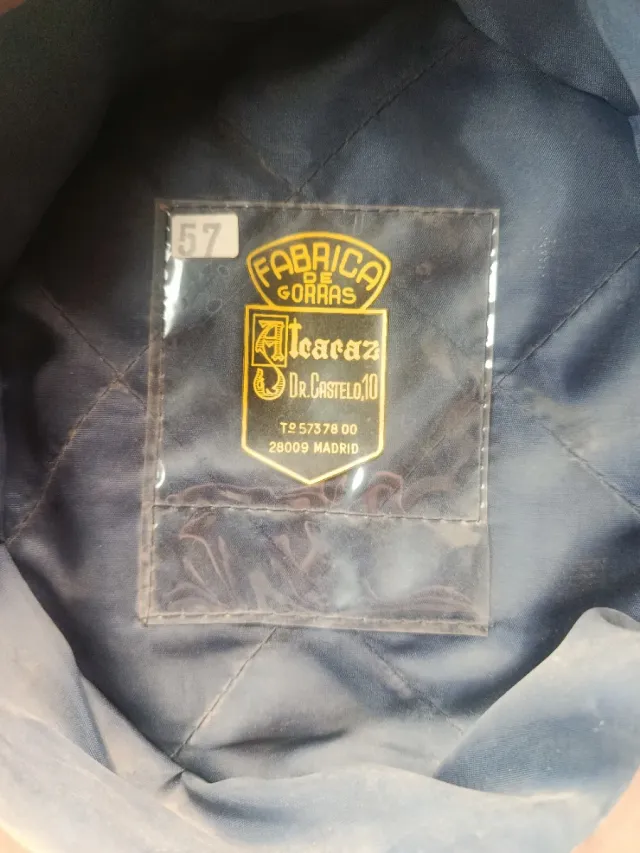 57
FABRICA
DE
GORRAS
Alcaraz
DR. CASTELO, 10
Tº 573 78 00
28009 MADRID